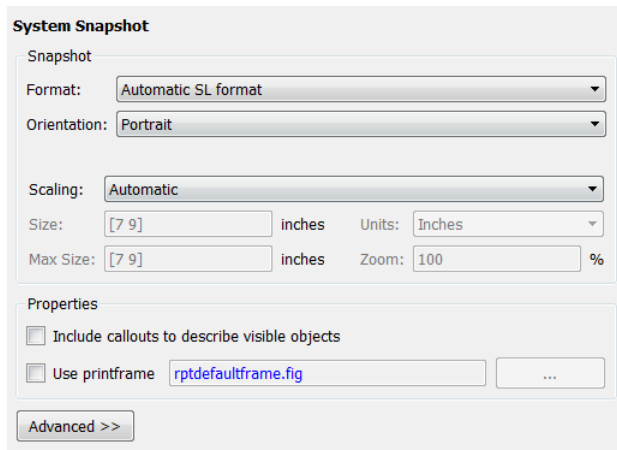 System Snapshot
Snapshot
Format: Automatic SL format
Orientation: Portrait
Scaling: Automatic
Size: [7 9] inches Units: Inches
Max Size: [7 9] inches Zoom: 100 %
Properties
Include callouts to describe visible objects
Use printframe rptdefaultframe.fig ...
Advanced >>